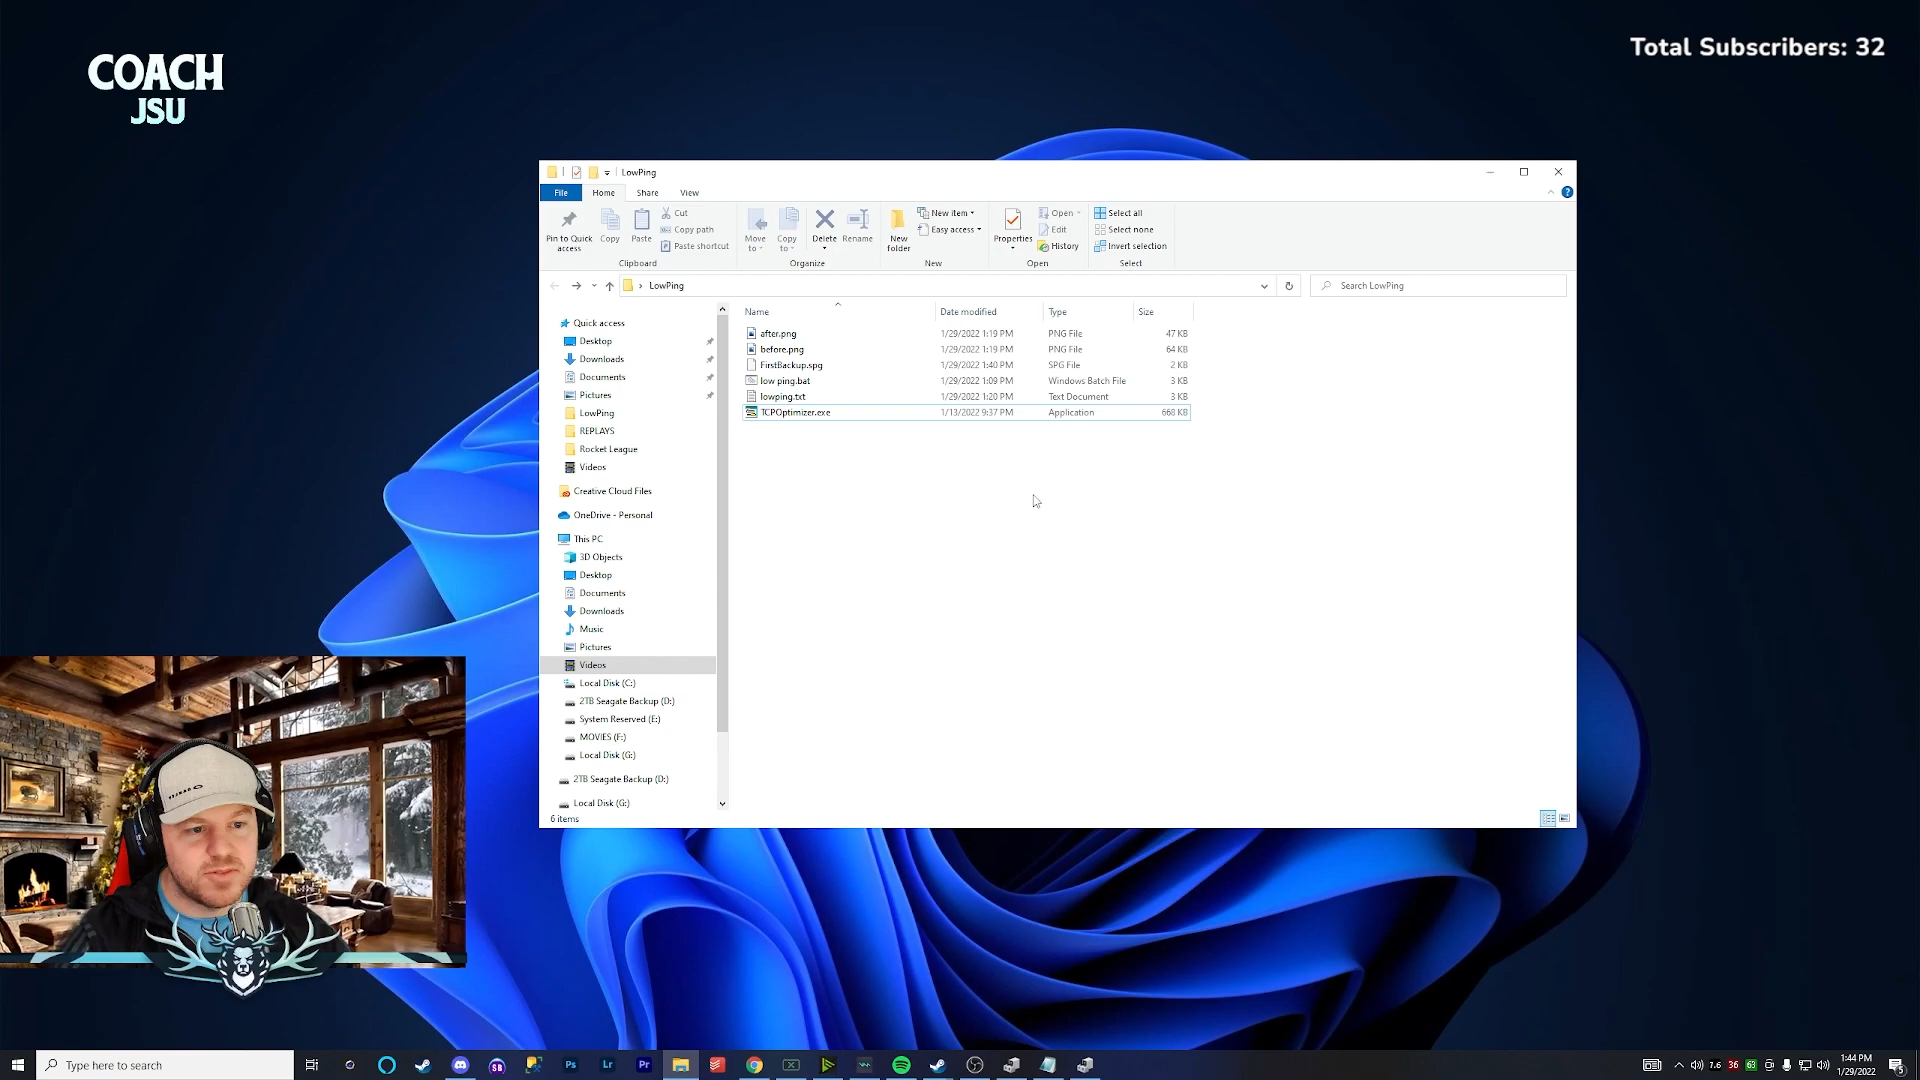 COACH
JSU
Total Subscribers: 32
LowPing
File
Home
Share
View
Pin to Quick
access
Copy
Paste
Cut
Copy path
Paste shortcut
Clipboard
Move
to
Copy
to
Delete
Rename
Organize
New
folder
New item
Easy access
New
Properties
Open
Edit
History
Open
Select all
Select none
Invert selection
Select
LowPing
Search LowPing
Name
Date modified
Type
Size
after.png 1/29/2022 1:19 PM PNG File 47 KB
before.png 1/29/2022 1:19 PM PNG File 64 KB
FirstBackup.spg 1/29/2022 1:40 PM SPG File 2 KB
low ping.bat 1/29/2022 1:09 PM Windows Batch File 3 KB
lowping.txt 1/29/2022 1:20 PM Text Document 3 KB
TCPOptimizer.exe 1/13/2022 9:37 PM Application 668 KB
Quick access
Desktop
Downloads
Documents
Pictures
LowPing
REPLAYS
Rocket League
Videos
Creative Cloud Files
OneDrive - Personal
This PC
3D Objects
Desktop
Documents
Downloads
Music
Pictures
Videos
Local Disk (C:)
2TB Seagate Backup (D:)
System Reserved (E:)
MOVIES (F:)
Local Disk (G:)
2TB Seagate Backup (D:)
Local Disk (G:)
6 items
Type here to search
SB
Ps
Lr
Pr
7.6
36
63
1:44 PM
1/29/2022
5